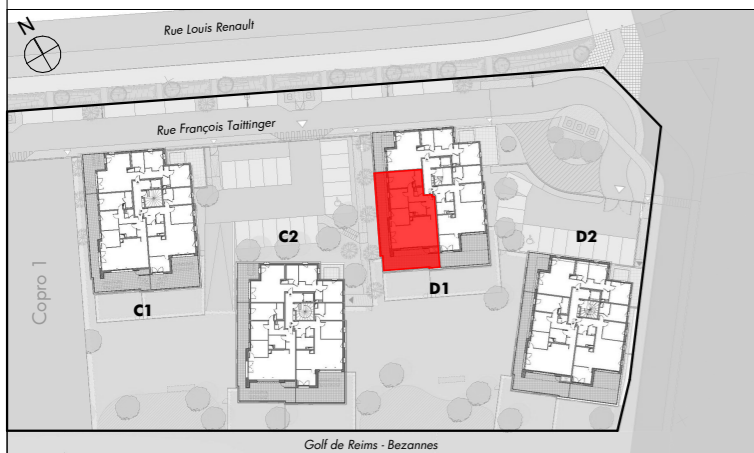 N
Rue Louis Renault
Rue François Taittinger
C2
D2
Copro 1
C1
D1
Golf de Reims - Bezannes